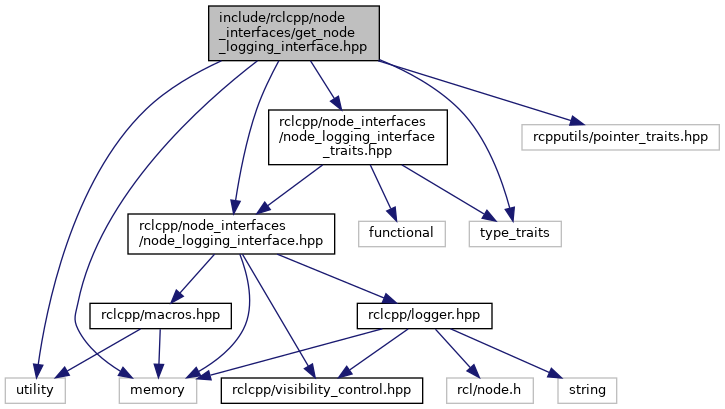 include/rclcpp/node
_interfaces/get_node
_logging_interface.hpp
rclcpp/node_interfaces
/node_logging_interface
_traits.hpp
rcpputils/pointer_traits.hpp
rclcpp/node_interfaces
/node_logging_interface.hpp
functional
type_traits
rclcpp/macros.hpp
rclcpp/logger.hpp
utility
memory
rclcpp/visibility_control.hpp
rcl/node.h
string